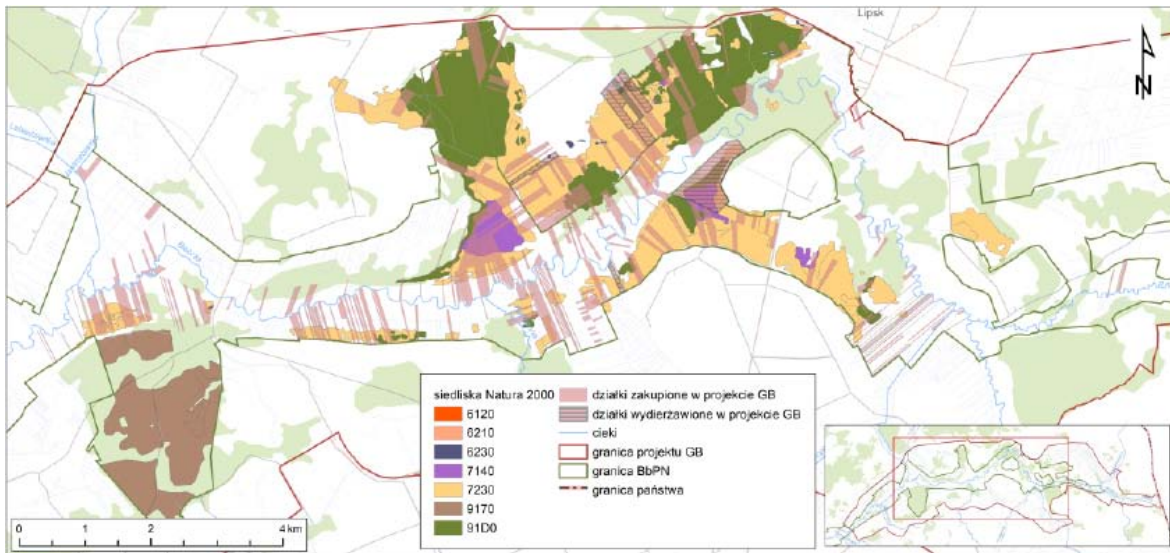 Lipsk
N
Biebrza
siedliska Natura 2000
6120
6210
6230
7140
7230
9170
91D0
działki zakupione w projekcie GB
działki wydzierżawione w projekcie GB
cieki
granica projektu GB
granica BbPN
granica państwa
0 1 2 4 km